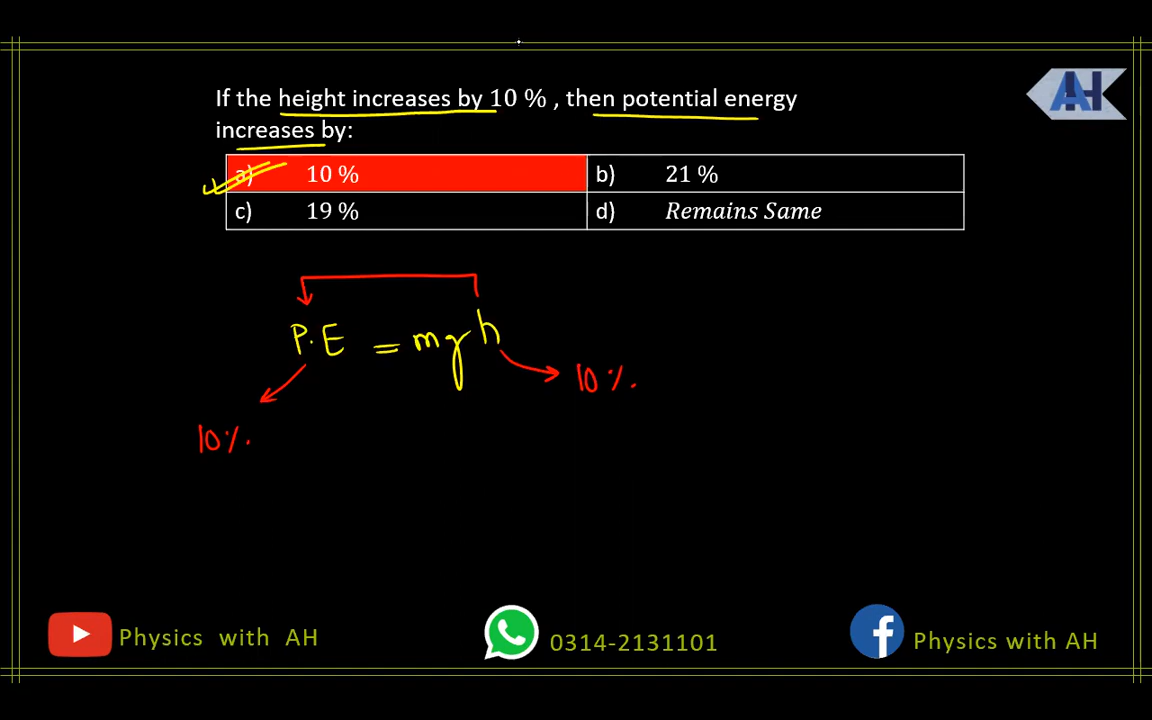 If the height increases by 10 % , then potential energy
increases by:
a) 10 % b) 21 %
c) 19 % d) Remains Same
P.E = mgh
10%.
10%.
AH
Physics with AH 0314-2131101 Physics with AH